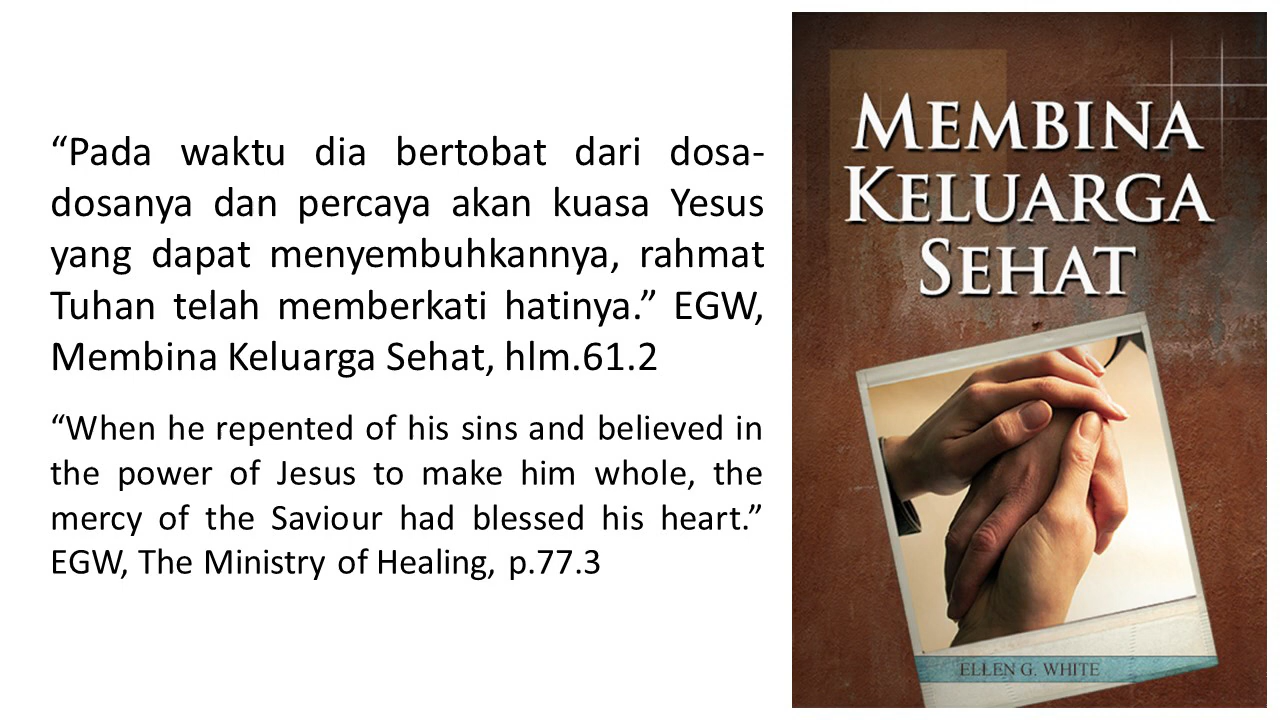 “Pada waktu dia bertobat dari dosa-
dosanya dan percaya akan kuasa Yesus
yang dapat menyembuhkannya, rahmat
Tuhan telah memberkati hatinya.” EGW,
Membina Keluarga Sehat, hlm.61.2
“When he repented of his sins and believed in
the power of Jesus to make him whole, the
mercy of the Saviour had blessed his heart.”
EGW, The Ministry of Healing, p.77.3
MEMBINA
KELUARGA
SEHAT
ELLEN G. WHITE